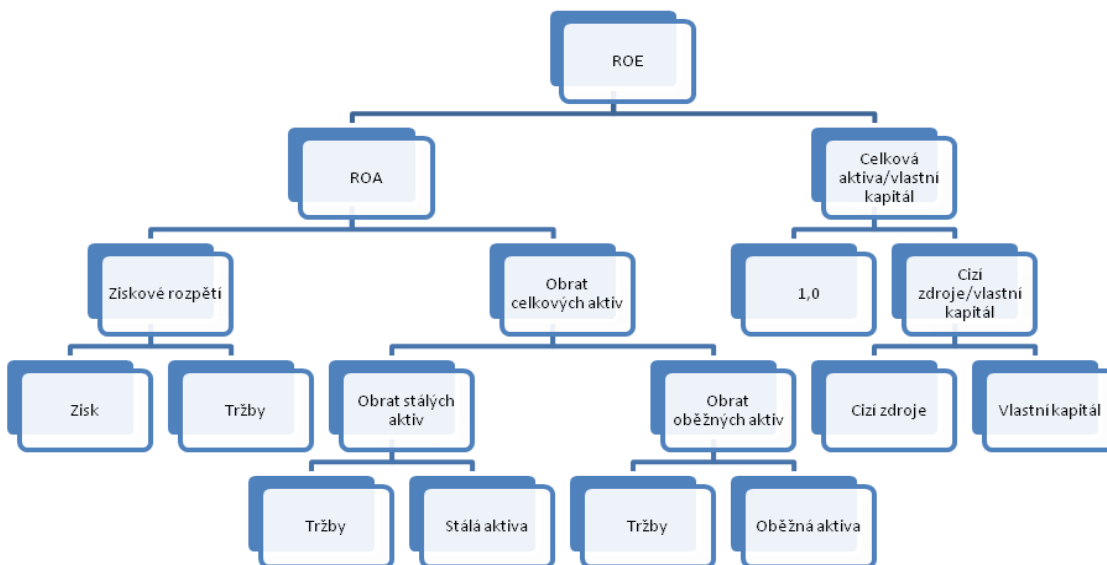 ROE
ROA
Celková
aktiva/vlastní
kapitál
Ziskové rozpětí
Obrat
celkových aktiv
1,0
Cizí
zdroje/vlastní
kapitál
Zisk
Tržby
Obrat stálých
aktiv
Obrat
oběžných aktiv
Cizí zdroje
Vlastní kapitál
Tržby
Stálá aktiva
Tržby
Oběžná aktiva